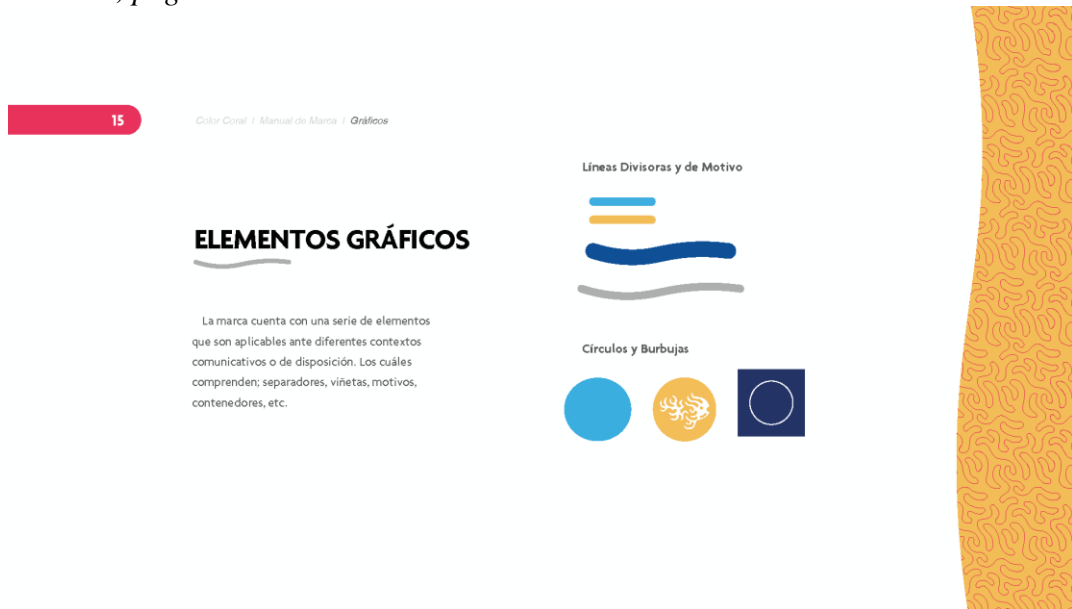 15
Color Coral | Manual de Marca | Gráficos
ELEMENTOS GRÁFICOS
La marca cuenta con una serie de elementos
que son aplicables ante diferentes contextos
comunicativos o de disposición. Los cuáles
comprenden; separadores, viñetas, motivos,
contenedores, etc.
Líneas Divisoras y de Motivo
Círculos y Burbujas